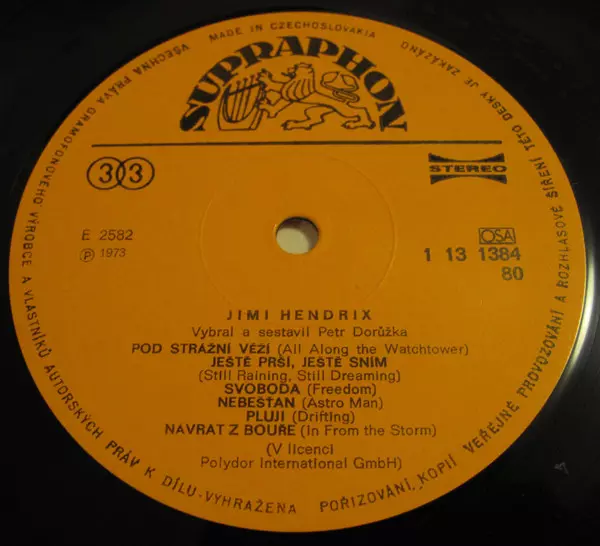 MADE IN CZECHOSLOVAKIA
VŠECHNA PRÁVA GRAMOFONOVÉHO VÝROBCE A VLASTNÍKŮ AUTORSKÝCH PRÁV K DÍLU-VYHRAŽENA
POŘIZOVÁNÍ KOPIÍ VEŘEJNÉ PROVOZOVÁNÍ A ROZHLASOVÉ ŠÍŘENÍ TÉTO DESKY JE ZAKÁZÁNO
SUPRAPHON
33
STEREO
E 2582
Ⓟ 1973
OSA
1 13 1384
80
JIMI HENDRIX
Vybral a sestavil Petr Dorůžka
POD STRÁŽNÍ VĚŽÍ (All Along the Watchtower)
JEŠTĚ PRŠÍ, JEŠTĚ SNÍM
(Still Raining, Still Dreaming)
SVOBODA (Freedom)
NEBEŠŤAN (Astro Man)
PLUJI (Drifting)
NÁVRAT Z BOUŘE (In From the Storm)
(V licenci
Polydor International GmbH)